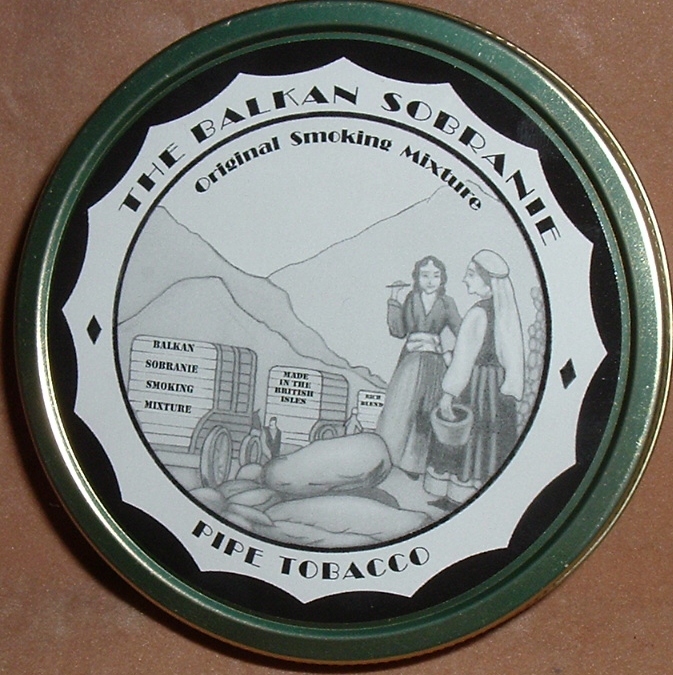 THE BALKAN SOBRANIE
Original Smoking Mixture
BALKAN
SOBRANIE
SMOKING
MIXTURE
MADE
IN THE
BRITISH
ISLES
RICH
BLEND
PIPE TOBACCO